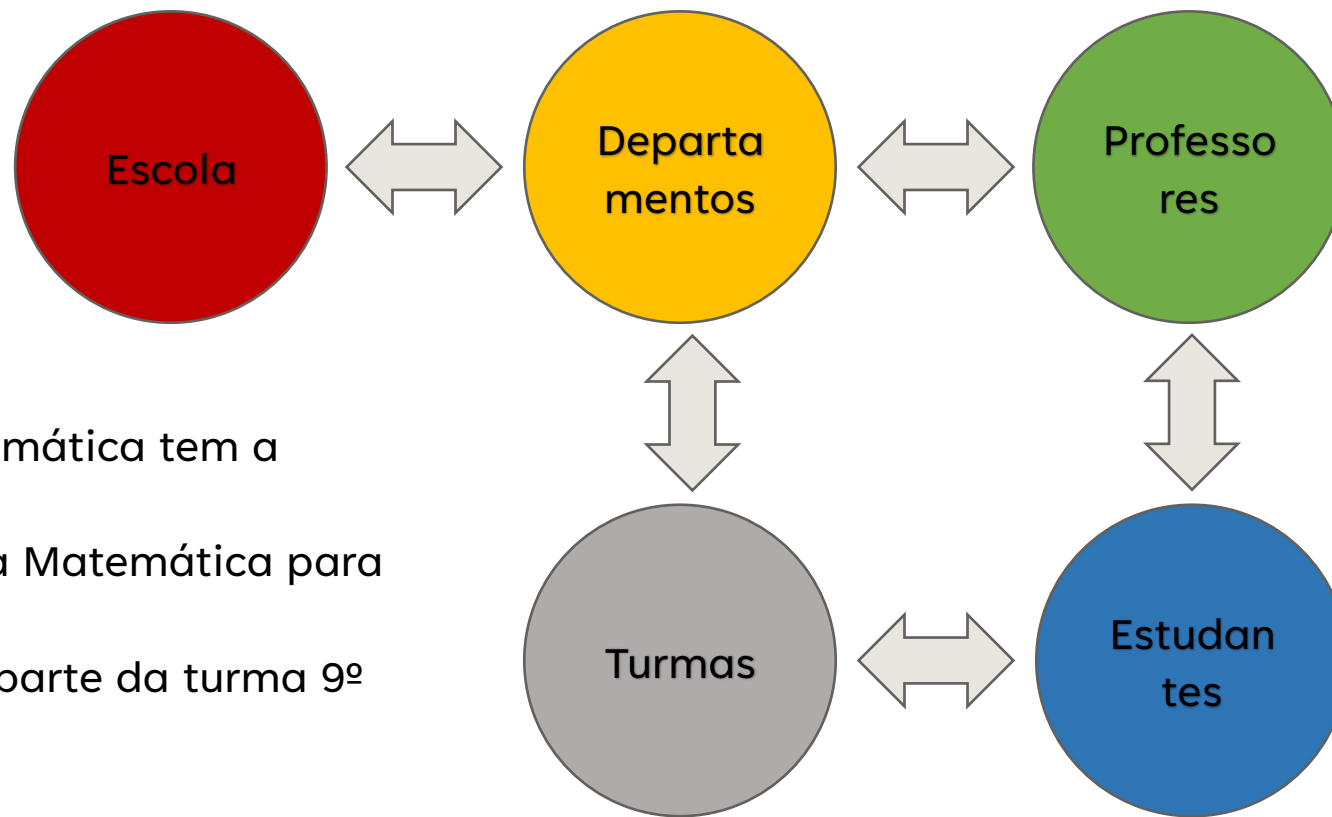 Escola
Departa
mentos
Professo
res
mática tem a
a Matemática para
parte da turma 9º
Turmas
Estudan
tes